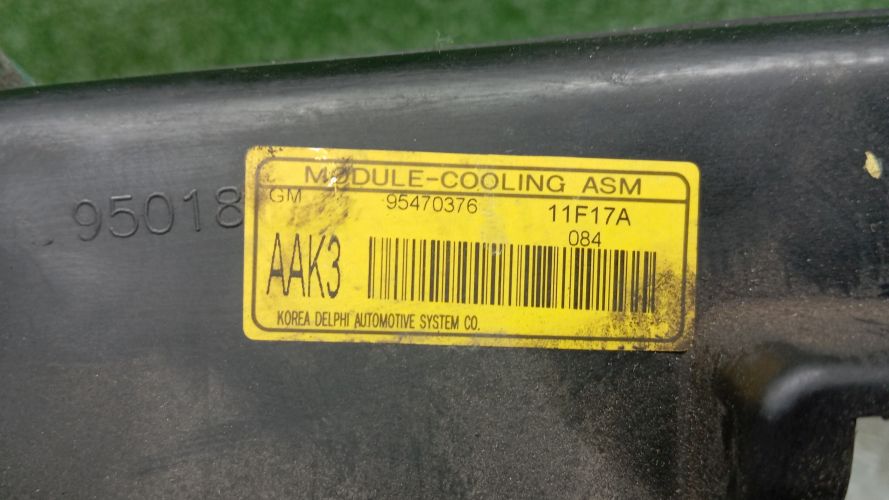 MODULE-COOLING ASM
GM 95470376 11F17A
084
AAK3
KOREA DELPHI AUTOMOTIVE SYSTEM CO.
95018